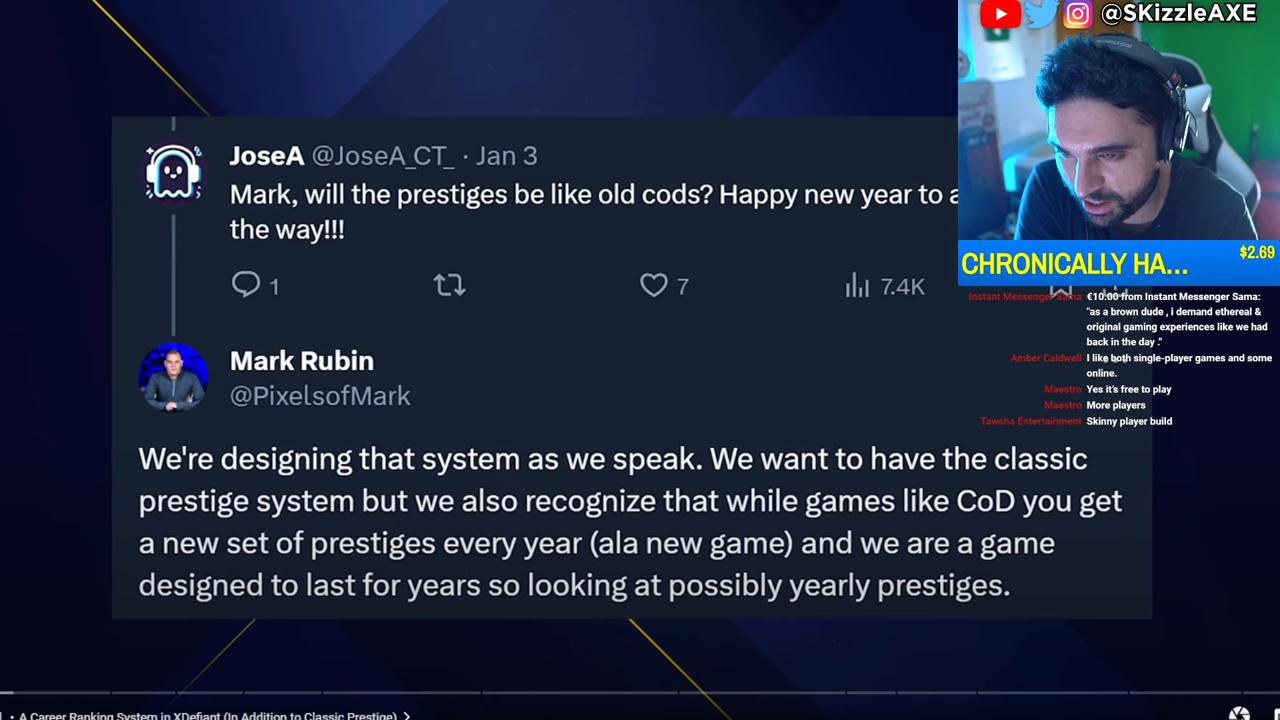 @SKizzleAXE
JoseA @JoseA_CT_ · Jan 3
Mark, will the prestiges be like old cods? Happy new year to a
the way!!!
1
7
7.4K
CHRONICALLY HA...
$2.69
Instant Messenger Sama €10.00 from Instant Messenger Sama:
"as a brown dude , i demand ethereal &
original gaming experiences like we had
back in the day ."
Amber Caldwell I like both single-player games and some
online.
Maestro Yes it's free to play
Maestro More players
Tawcha Entertainment Skinny player build
Mark Rubin
@PixelsofMark
We're designing that system as we speak. We want to have the classic
prestige system but we also recognize that while games like CoD you get
a new set of prestiges every year (ala new game) and we are a game
designed to last for years so looking at possibly yearly prestiges.
• A Career Ranking System in XDefiant (In Addition to Classic Prestige) >